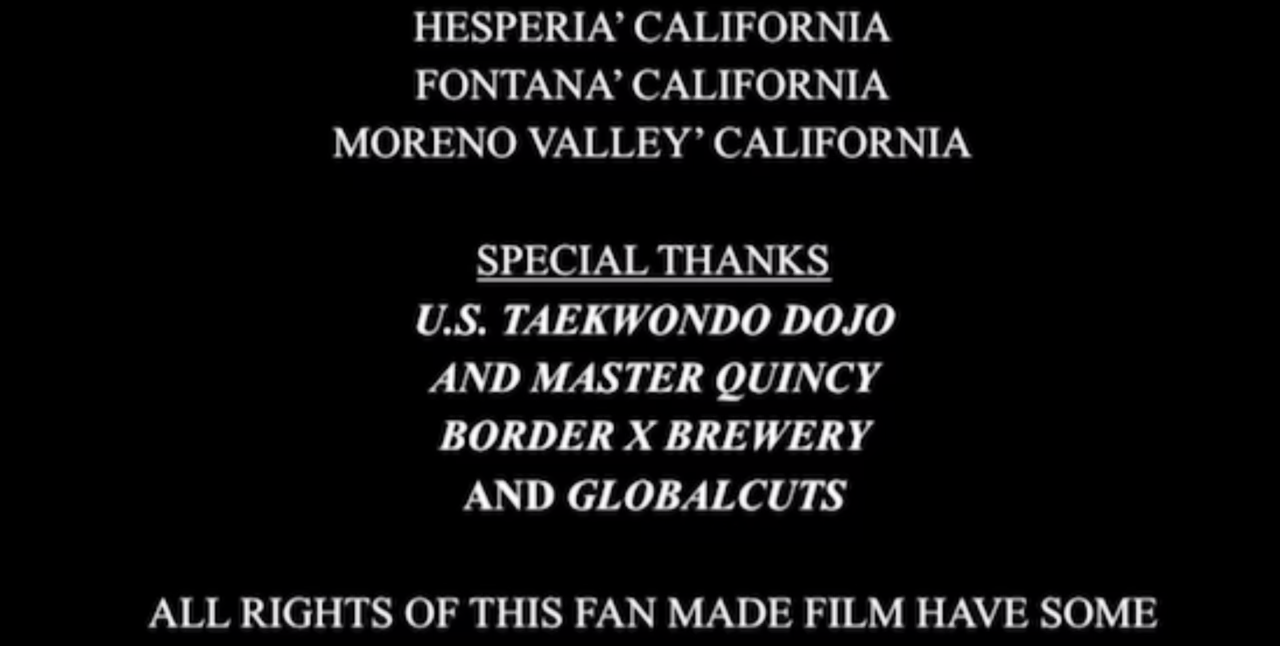 HESPERIA’ CALIFORNIA
FONTANA’ CALIFORNIA
MORENO VALLEY’ CALIFORNIA
SPECIAL THANKS
U.S. TAEKWONDO DOJO
AND MASTER QUINCY
BORDER X BREWERY
AND GLOBALCUTS
ALL RIGHTS OF THIS FAN MADE FILM HAVE SOME